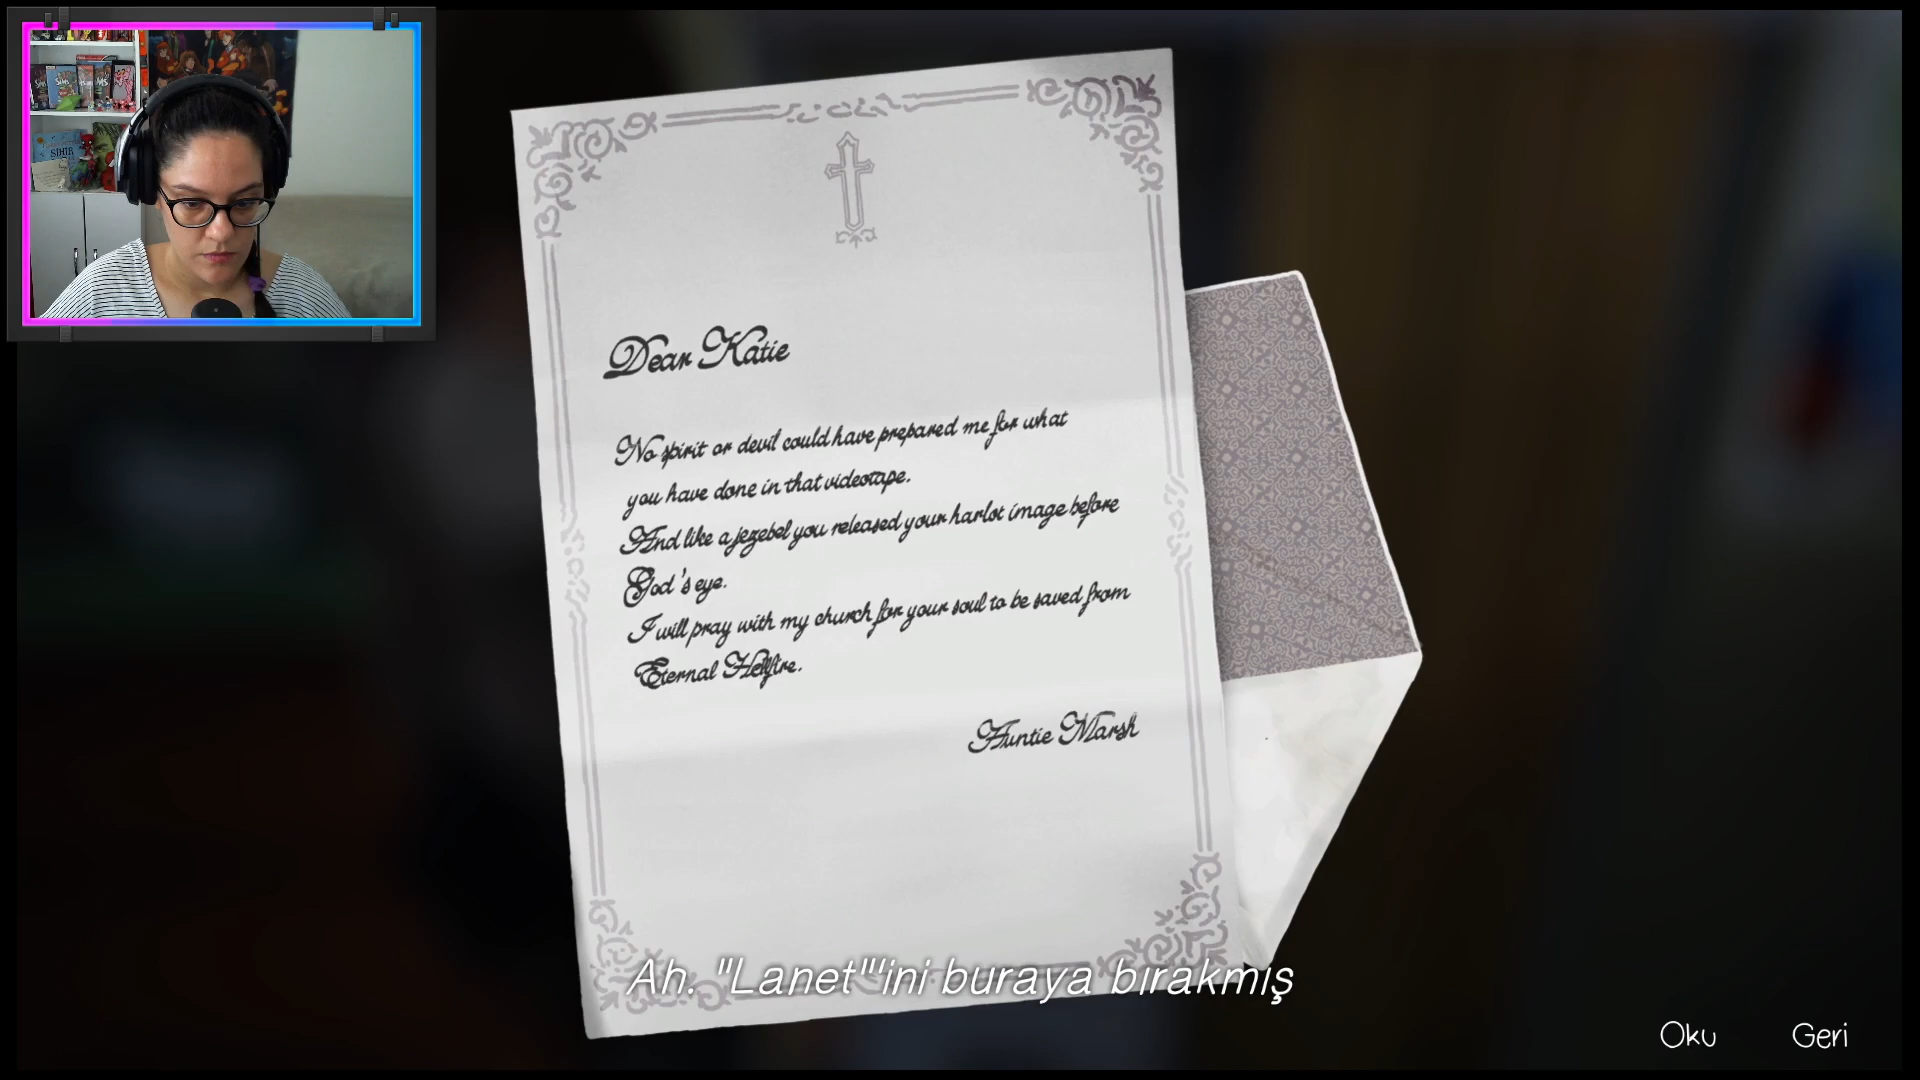 SIHIR
Dear Katie
No spirit or devil could have prepared me for what
you have done in that videotape.
And like a jezebel you released your harlot image before
God's eye.
I will pray with my church for your soul to be saved from
Eternal Hellfire.
Auntie Marsh
Ah. "Lanet"'ini buraya bırakmış
Oku
Geri